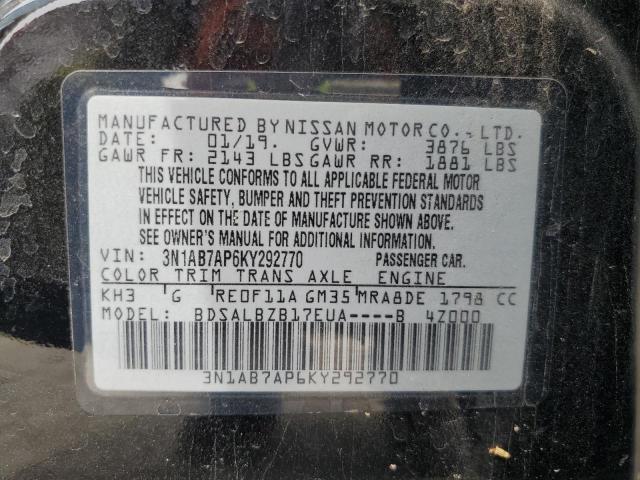 MANUFACTURED BY NISSAN MOTOR CO., LTD.
DATE: 01/19. GVWR: 3876 LBS
GAWR FR: 2143 LBS GAWR RR: 1881 LBS
THIS VEHICLE CONFORMS TO ALL APPLICABLE FEDERAL MOTOR
VEHICLE SAFETY, BUMPER AND THEFT PREVENTION STANDARDS
IN EFFECT ON THE DATE OF MANUFACTURE SHOWN ABOVE.
SEE OWNER'S MANUAL FOR ADDITIONAL INFORMATION.
VIN: 3N1AB7AP6KY292770 PASSENGER CAR.
COLOR TRIM TRANS AXLE ENGINE
KH3 G RE0F11A GM35 MRA8DE 1798 CC
MODEL: BDSALBZB17EUA----B 4Z000
3N1AB7AP6KY292770